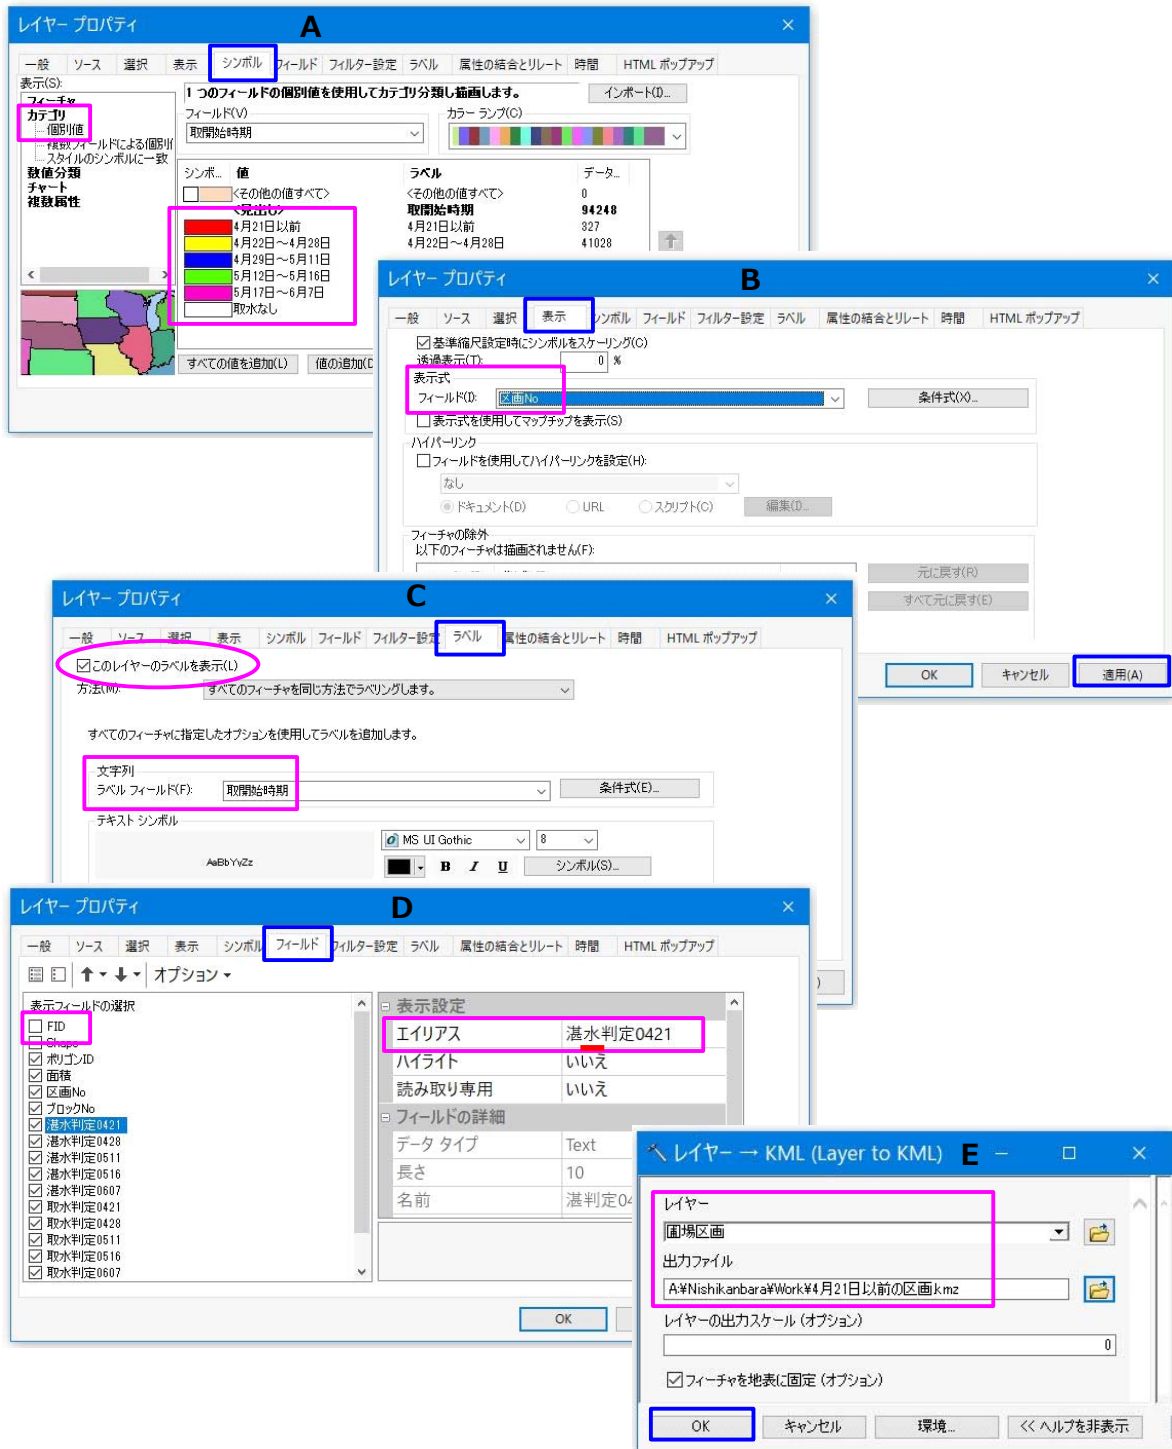 レイヤー プロパティ
A
×
一般 ソース 選択 表示 シンボル フィールド フィルター設定 ラベル 属性の結合とリレート 時間 HTML ポップアップ
表示(S):
フィーチャ
カテゴリ
個別値
複数フィールドによる個別値
スタイルのシンボルに一致
数値分類
チャート
複数属性
1 つのフィールドの個別値を使用してカテゴリ分類し描画します。
インポート(I)...
フィールド(V)
カラー ランプ(C)
取開始時期
シンボ... 値 ラベル データ...
<その他の値すべて> <その他の値すべて> 0
<見出し> 取開始時期 94248
4月21日以前 4月21日以前 327
4月22日～4月28日 4月22日～4月28日 41028
4月29日～5月11日
5月12日～5月16日
5月17日～6月7日
取水なし
すべての値を追加(L) 値の追加(D
レイヤー プロパティ
B
×
一般 ソース 選択 表示 シンボル フィールド フィルター設定 ラベル 属性の結合とリレート 時間 HTML ポップアップ
基準縮尺設定時にシンボルをスケーリング(C)
透過表示(T): 0 %
表示式
フィールド(I): 区画No 条件式(X)...
表示式を使用してマップチップを表示(S)
ハイパーリンク
フィールドを使用してハイパーリンクを設定(H):
なし
ドキュメント(D) URL スクリプト(C) 編集(I)...
フィーチャの除外
以下のフィーチャは描画されません(F):
元に戻す(R)
すべて元に戻す(E)
OK キャンセル 適用(A)
レイヤー プロパティ
C
×
一般 ソース 選択 表示 シンボル フィールド フィルター設定 ラベル 属性の結合とリレート 時間 HTML ポップアップ
このレイヤーのラベルを表示(L)
方法(M): すべてのフィーチャを同じ方法でラベリングします。
すべてのフィーチャに指定したオプションを使用してラベルを追加します。
文字列
ラベル フィールド(F): 取開始時期 条件式(E)...
テキスト シンボル
AaBbYyZz
MS UI Gothic 8
B I U シンボル(S)...
)
レイヤー プロパティ
D
×
一般 ソース 選択 表示 シンボル フィールド フィルター設定 ラベル 属性の結合とリレート 時間 HTML ポップアップ
オプション
表示フィールドの選択
FID
Shape
ポリゴンID
面積
区画No
ブロックNo
湛水判定0421
湛水判定0428
湛水判定0511
湛水判定0516
湛水判定0607
取水判定0421
取水判定0428
取水判定0511
取水判定0516
取水判定0607
表示設定
エイリアス 湛水判定0421
ハイライト いいえ
読み取り専用 いいえ
フィールドの詳細
データ タイプ Text
長さ 10
名前 湛判定04
OK
レイヤー → KML (Layer to KML)
E
×
レイヤー
圃場区画
出力ファイル
A:¥Nishikanbara¥Work¥4月21日以前の区画.kmz
レイヤーの出力スケール (オプション)
0
フィーチャを地表に固定 (オプション)
OK キャンセル 環境... << ヘルプを非表示